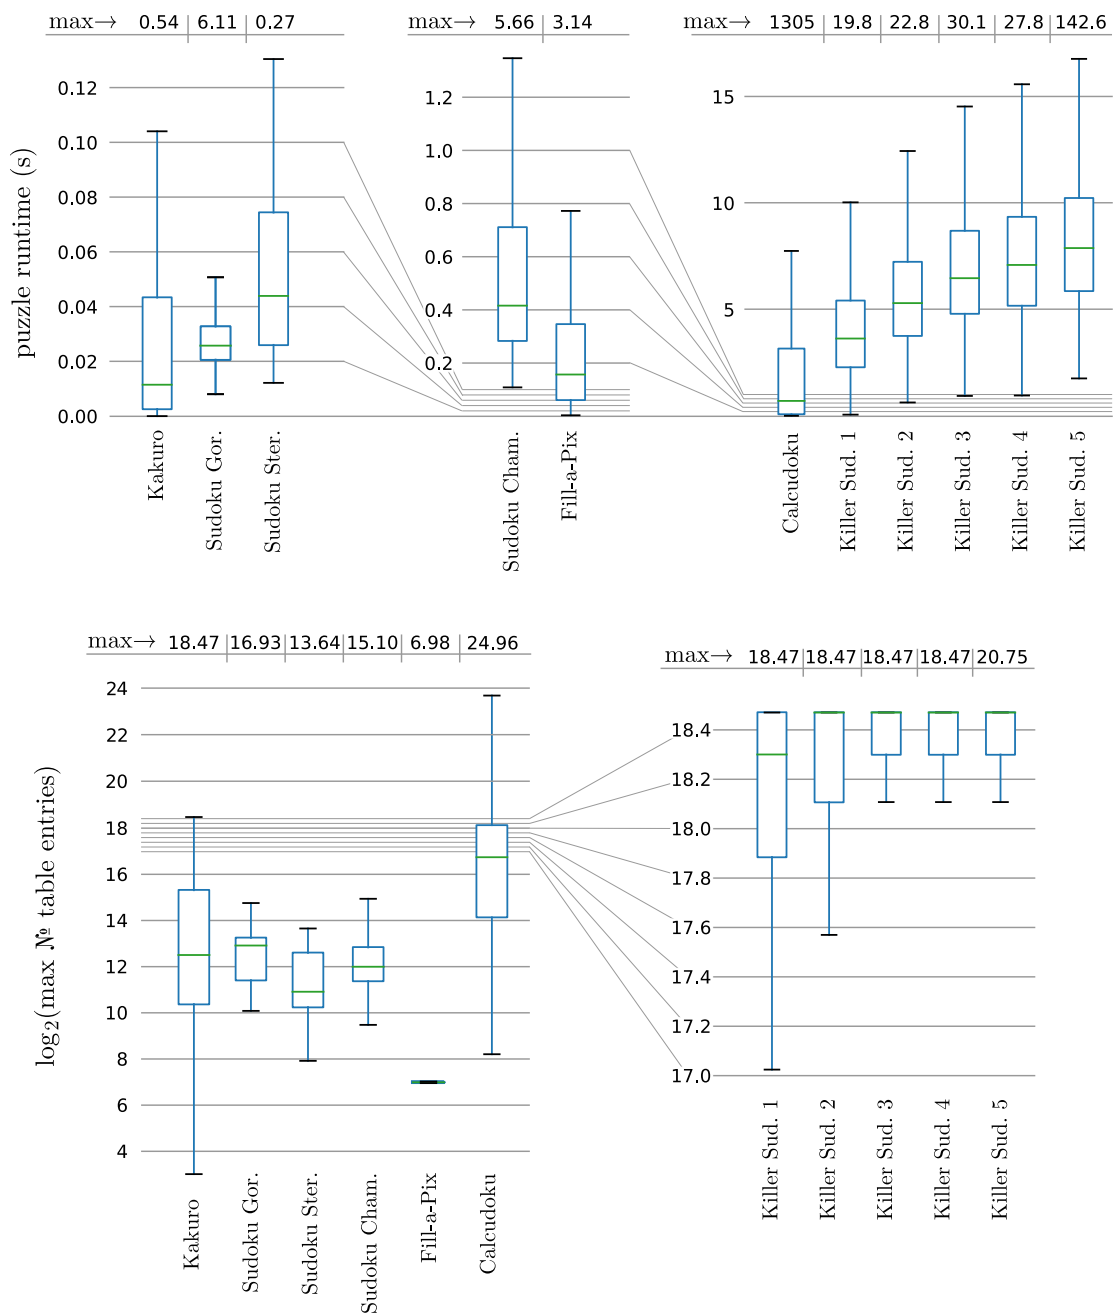 max→ 0.54 6.11 0.27
max→ 5.66 3.14
max→ 1305 19.8 22.8 30.1 27.8 142.6
puzzle runtime (s)
0.12
0.10
0.08
0.06
0.04
0.02
0.00
1.2
1.0
0.8
0.6
0.4
0.2
15
10
5
Kakuro
Sudoku Gor.
Sudoku Ster.
Sudoku Cham.
Fill-a-Pix
Calcudoku
Killer Sud. 1
Killer Sud. 2
Killer Sud. 3
Killer Sud. 4
Killer Sud. 5
max→ 18.47 16.93 13.64 15.10 6.98 24.96
max→ 18.47 18.47 18.47 18.47 20.75
log₂(max № table entries)
24
22
20
18
16
14
12
10
8
6
4
18.4
18.2
18.0
17.8
17.6
17.4
17.2
17.0
Kakuro
Sudoku Gor.
Sudoku Ster.
Sudoku Cham.
Fill-a-Pix
Calcudoku
Killer Sud. 1
Killer Sud. 2
Killer Sud. 3
Killer Sud. 4
Killer Sud. 5